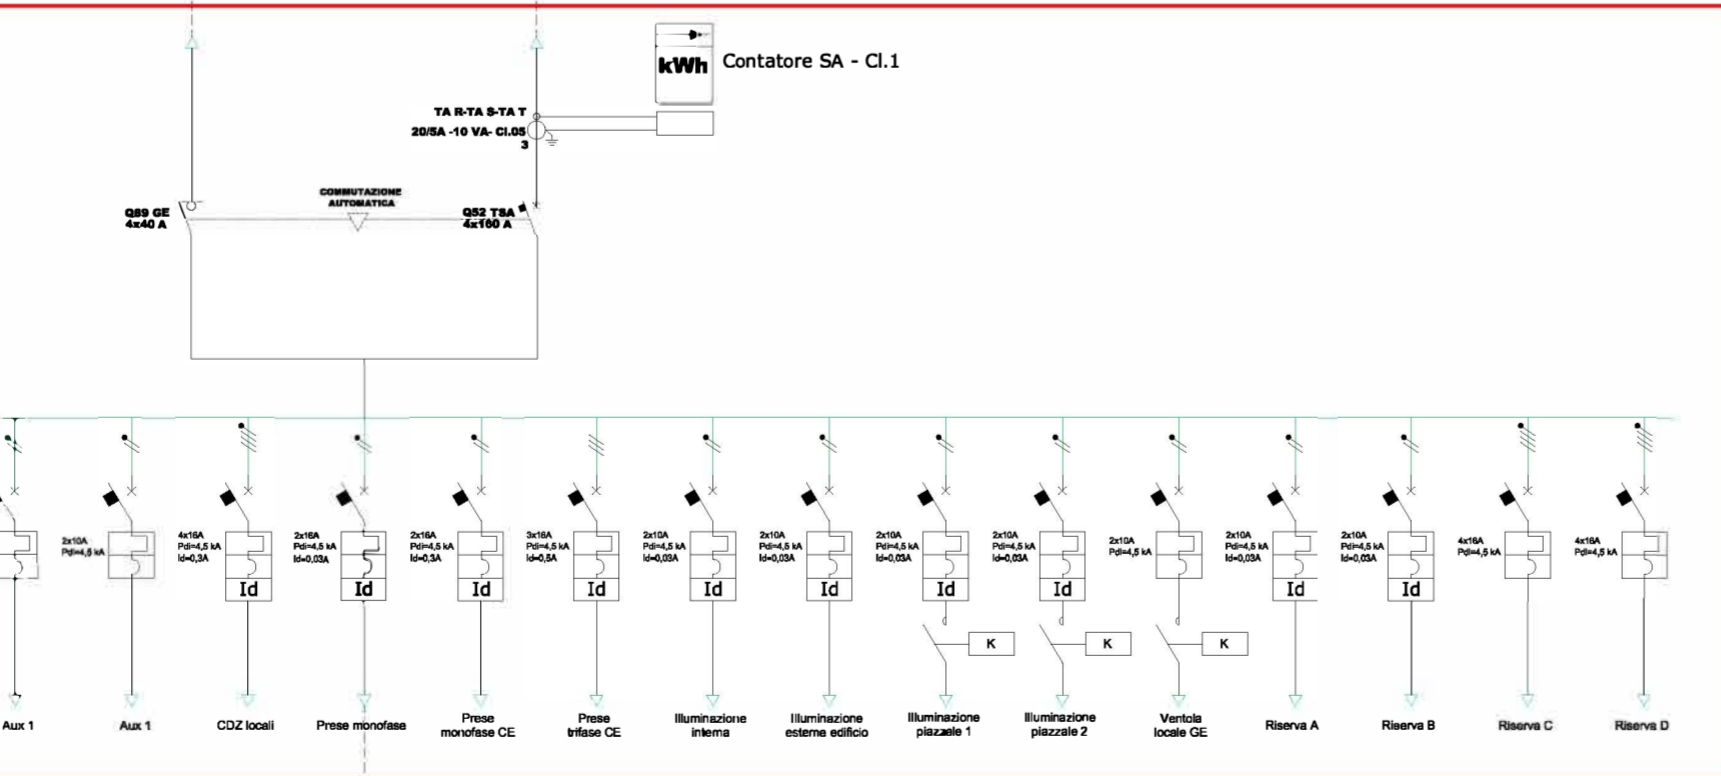 kWh
Contatore SA - Cl.1
TA R-TA S-TA T
20/5A -10 VA- Cl.05
3
COMMUTAZIONE
AUTOMATICA
Q89 GE
4x40 A
Q52 TSA
4x160 A
2x10A
Pdi=4,5 kA
4x16A
Pdi=4,5 kA
Id=0,3A
Id
2x16A
Pdi=4,5 kA
Id=0,03A
Id
2x16A
Pdi=4,5 kA
Id=0,3A
Id
3x16A
Pdi=4,5 kA
Id=0,5A
Id
2x10A
Pdi=4,5 kA
Id=0,03A
Id
2x10A
Pdi=4,5 kA
Id=0,03A
Id
2x10A
Pdi=4,5 kA
Id=0,03A
Id
2x10A
Pdi=4,5 kA
Id=0,03A
Id
2x10A
Pdi=4,5 kA
2x10A
Pdi=4,5 kA
Id=0,03A
Id
2x10A
Pdi=4,5 kA
Id=0,03A
Id
4x16A
Pdi=4,5 kA
4x16A
Pdi=4,5 kA
K
K
K
Aux 1
Aux 1
CDZ locali
Prese monofase
Prese
monofase CE
Prese
trifase CE
Illuminazione
interna
Illuminazione
esterna edificio
Illuminazione
piazzale 1
Illuminazione
piazzale 2
Ventola
locale GE
Riserva A
Riserva B
Riserva C
Riserva D